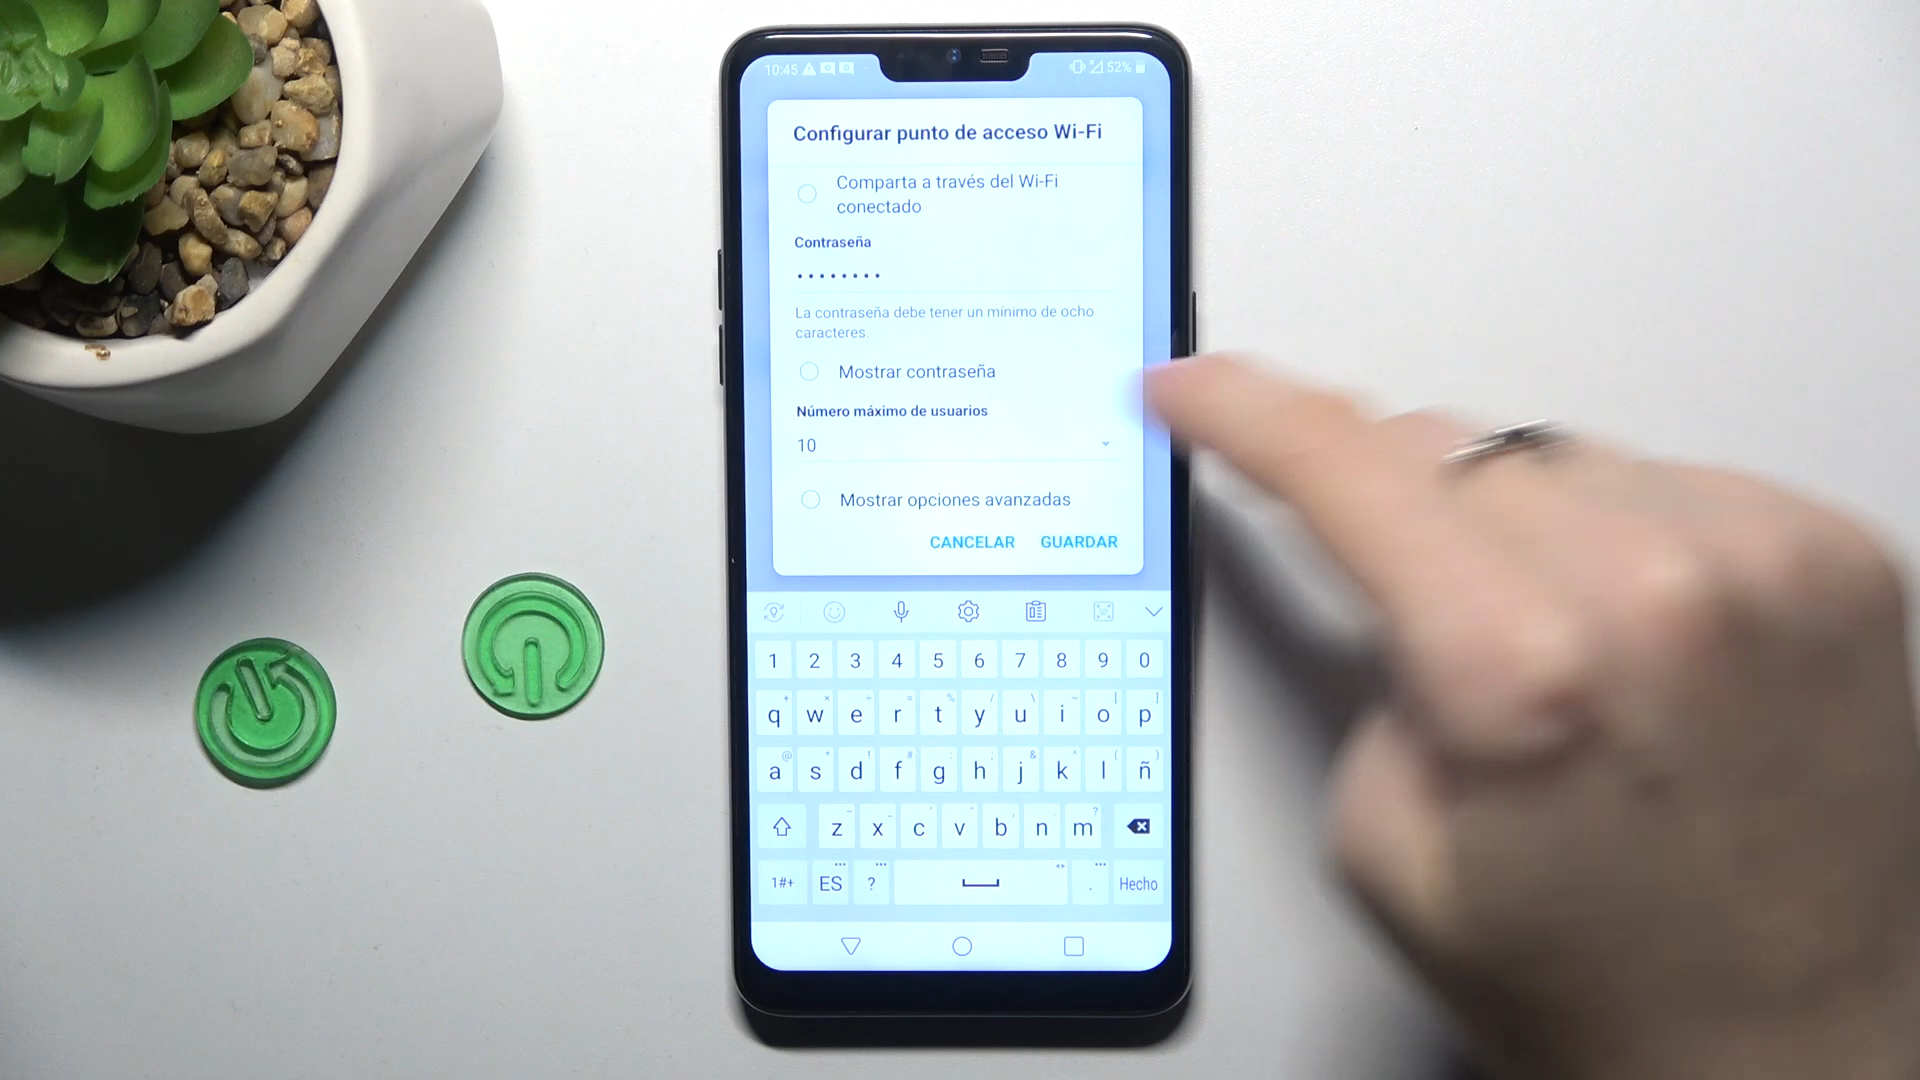 10:45 52%
Configurar punto de acceso Wi-Fi
Comparta a través del Wi-Fi
conectado
Contraseña
••••••••
La contraseña debe tener un mínimo de ocho
caracteres.
Mostrar contraseña
Número máximo de usuarios
10
Mostrar opciones avanzadas
CANCELAR GUARDAR
1 2 3 4 5 6 7 8 9 0
q w e r t y u i o p
a s d f g h j k l ñ
z x c v b n m
1#+ ES ? . Hecho